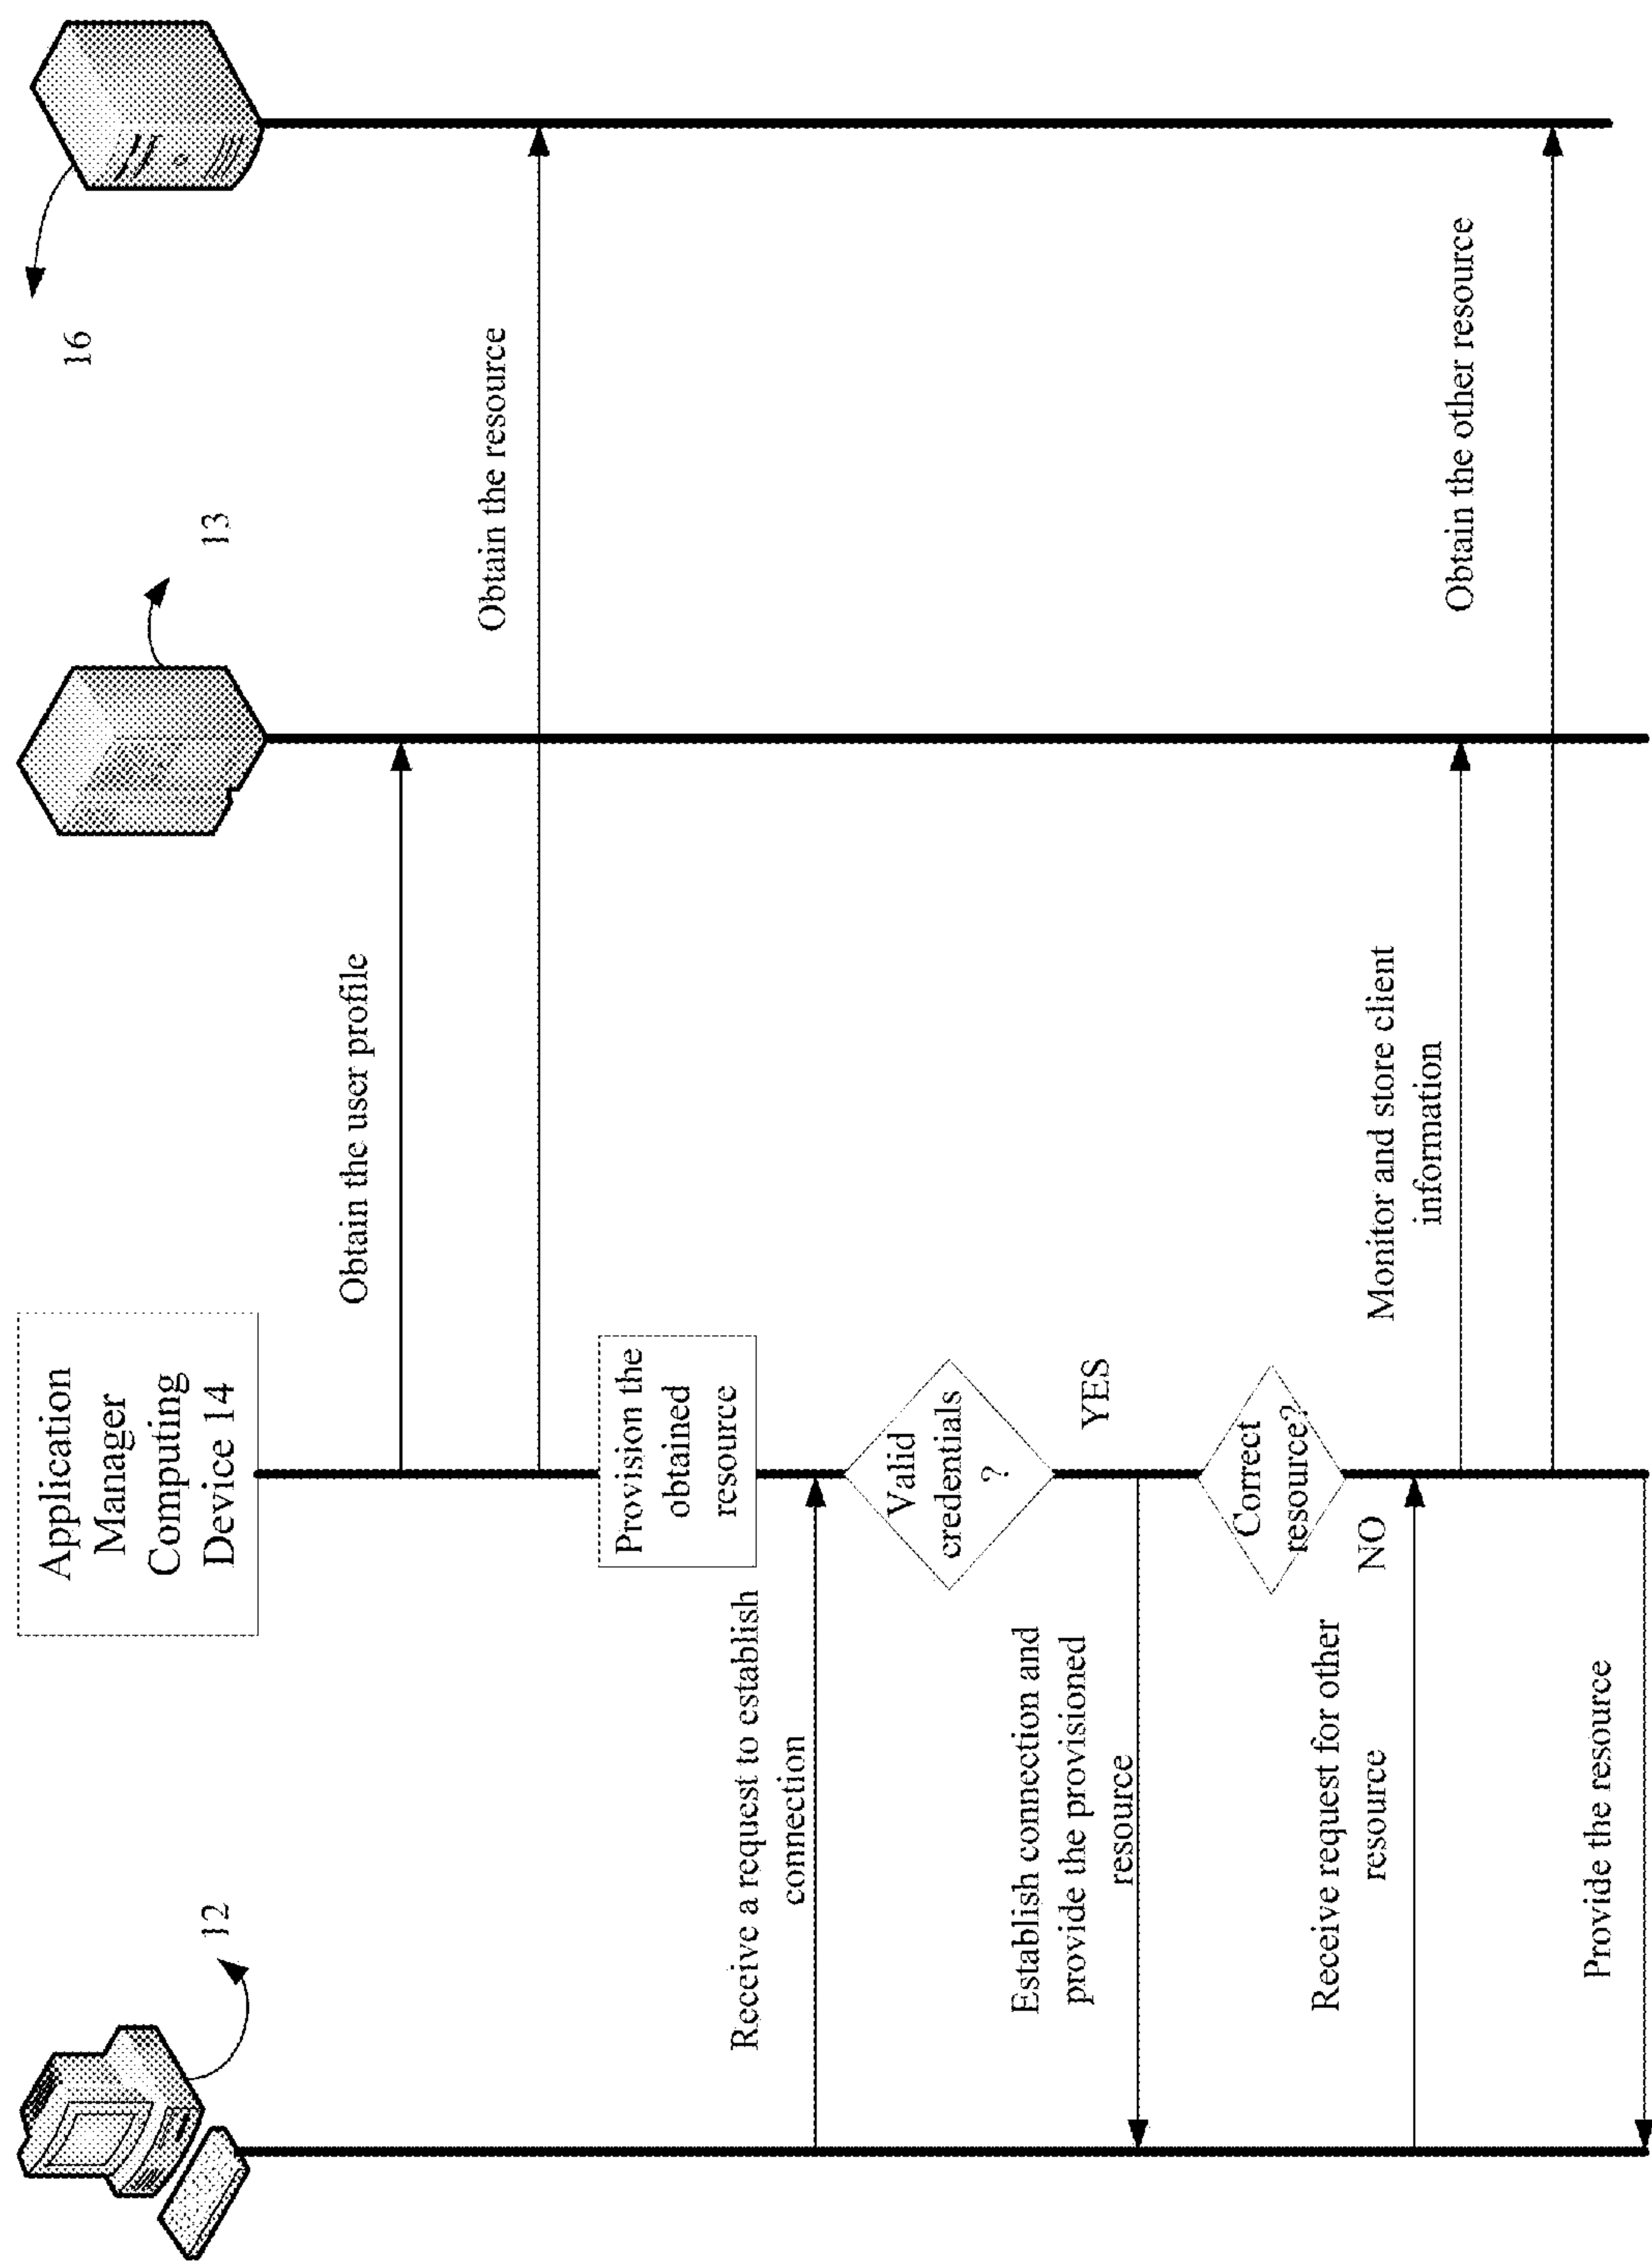 12
Application
Manager
Computing
Device 14
13
16
Obtain the user profile
Obtain the resource
Provision the
obtained
resource
Receive a request to establish
connection
Valid
credentials
?
YES
Establish connection and
provide the provisioned
resource
Correct
resource?
NO
Receive request for other
resource
Monitor and store client
information
Obtain the other resource
Provide the resource